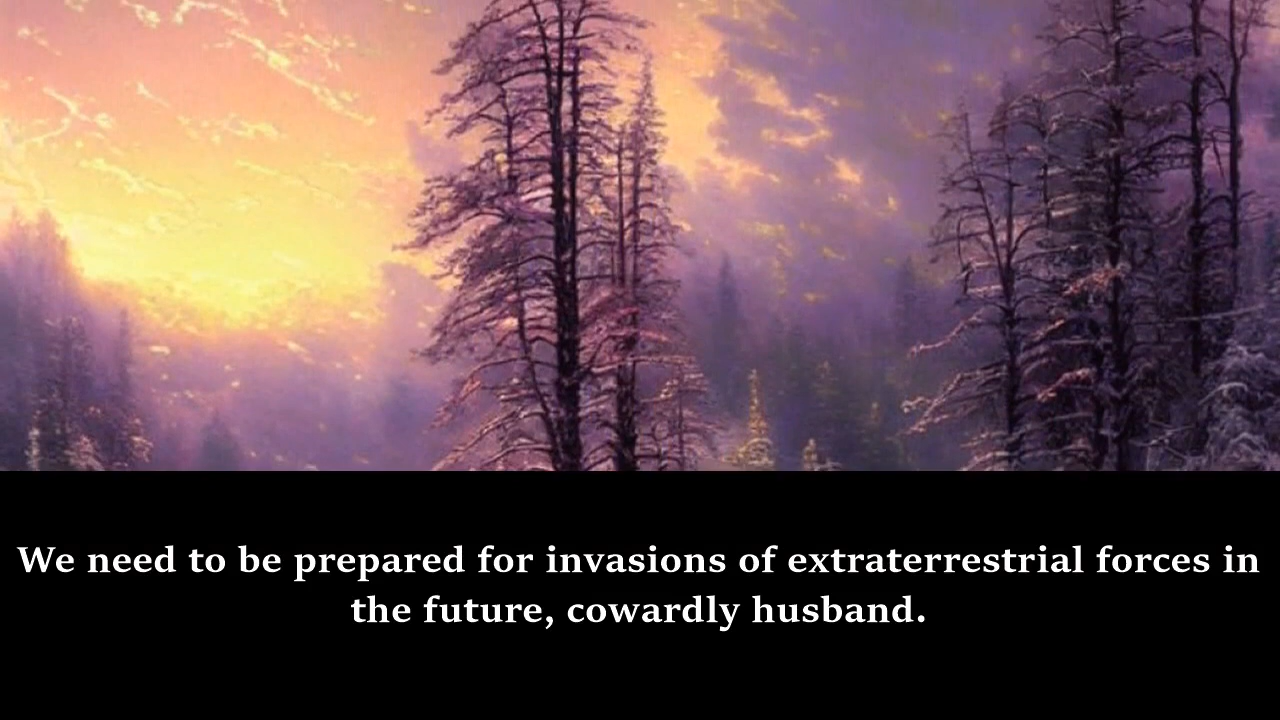 We need to be prepared for invasions of extraterrestrial forces in
the future, cowardly husband.